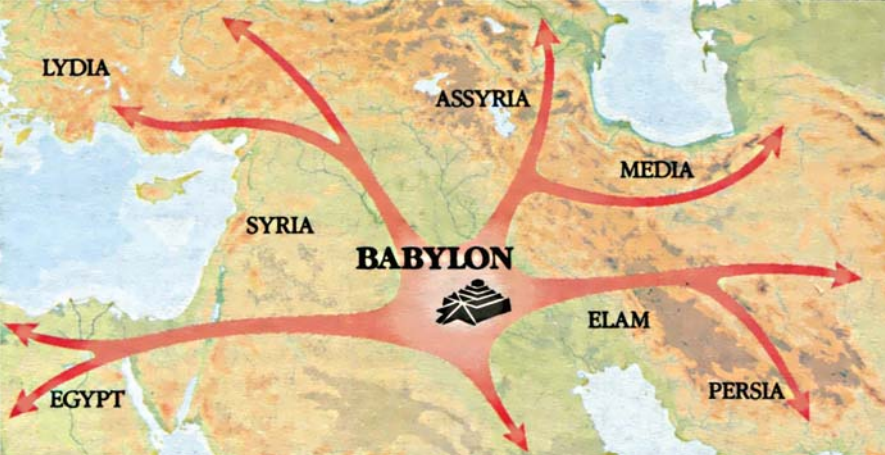 LYDIA
ASSYRIA
MEDIA
SYRIA
BABYLON
ELAM
EGYPT
PERSIA